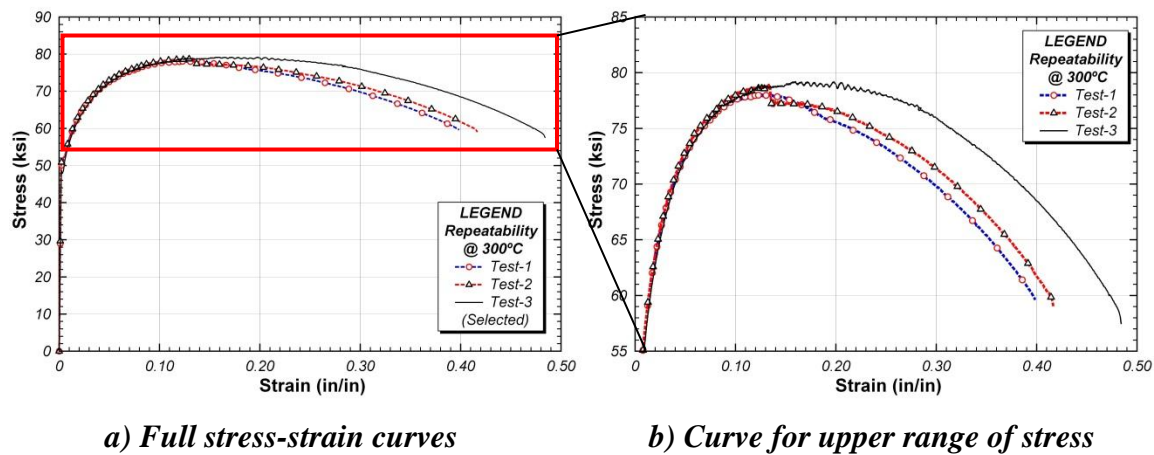 90
80
70
60
50
40
30
20
10
0
Stress (ksi)
0
0.10
0.20
0.30
0.40
0.50
Strain (in/in)
LEGEND
Repeatability
@ 300ºC
Test-1
Test-2
Test-3
(Selected)
85
80
75
70
65
60
55
Stress (ksi)
0
0.10
0.20
0.30
0.40
0.50
Strain (in/in)
LEGEND
Repeatability
@ 300ºC
Test-1
Test-2
Test-3
a) Full stress-strain curves
b) Curve for upper range of stress